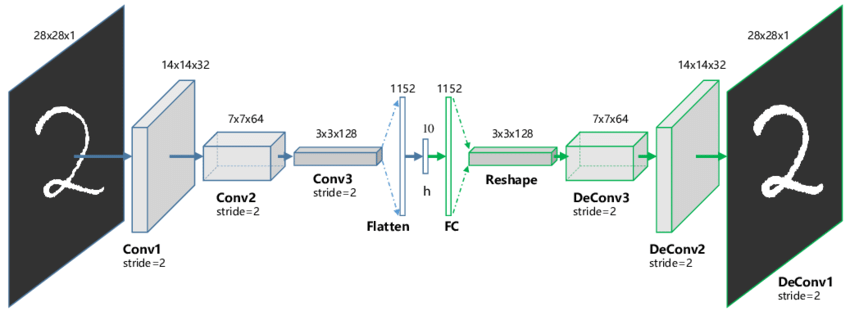 28x28x1
14x14x32
7x7x64
3x3x128
1152
10
1152
3x3x128
7x7x64
14x14x32
28x28x1
2
2
h
Conv1
stride=2
Conv2
stride=2
Conv3
stride=2
Flatten
FC
Reshape
DeConv3
stride=2
DeConv2
stride=2
DeConv1
stride=2